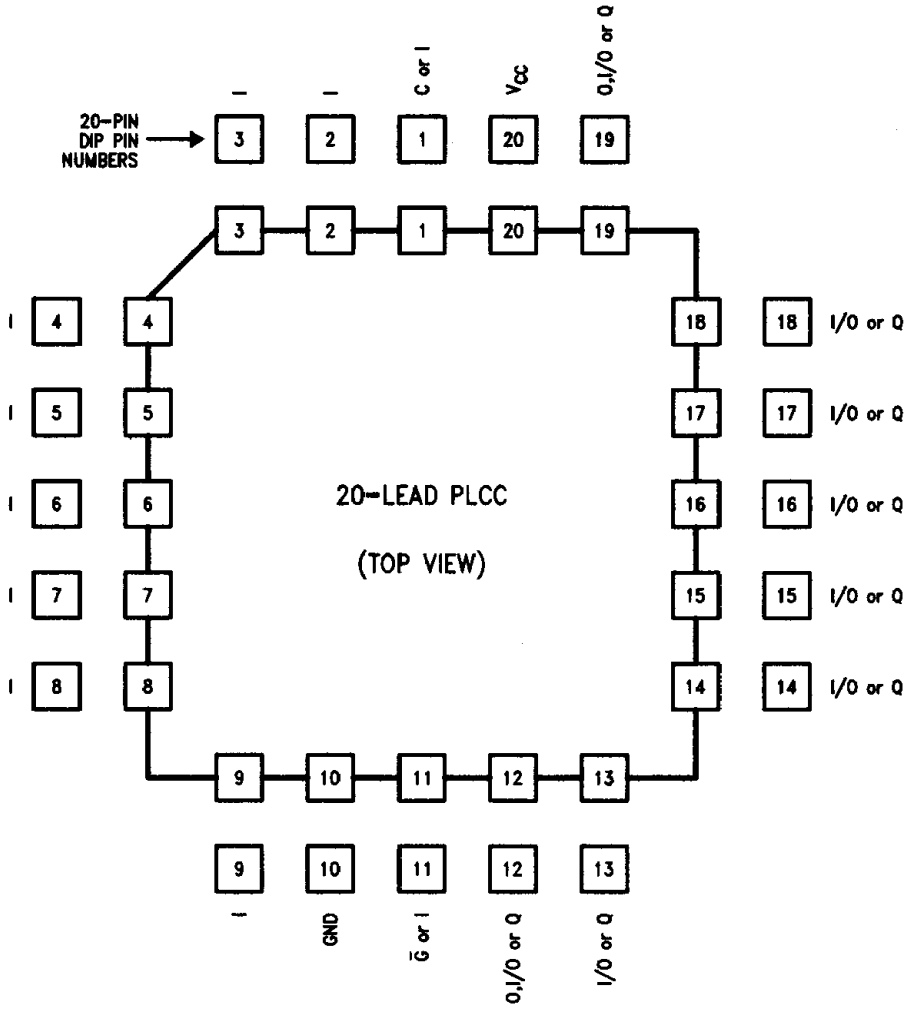 I I C or I VCC O,I/O or Q
20-PIN
DIP PIN
NUMBERS
3 2 1 20 19
3 2 1 20 19
I 4 4 18 18 I/O or Q
I 5 5 17 17 I/O or Q
I 6 6 16 16 I/O or Q
20-LEAD PLCC
(TOP VIEW)
I 7 7 15 15 I/O or Q
I 8 8 14 14 I/O or Q
9 10 11 12 13
9 10 11 12 13
I GND G̅ or I O,I/O or Q I/O or Q